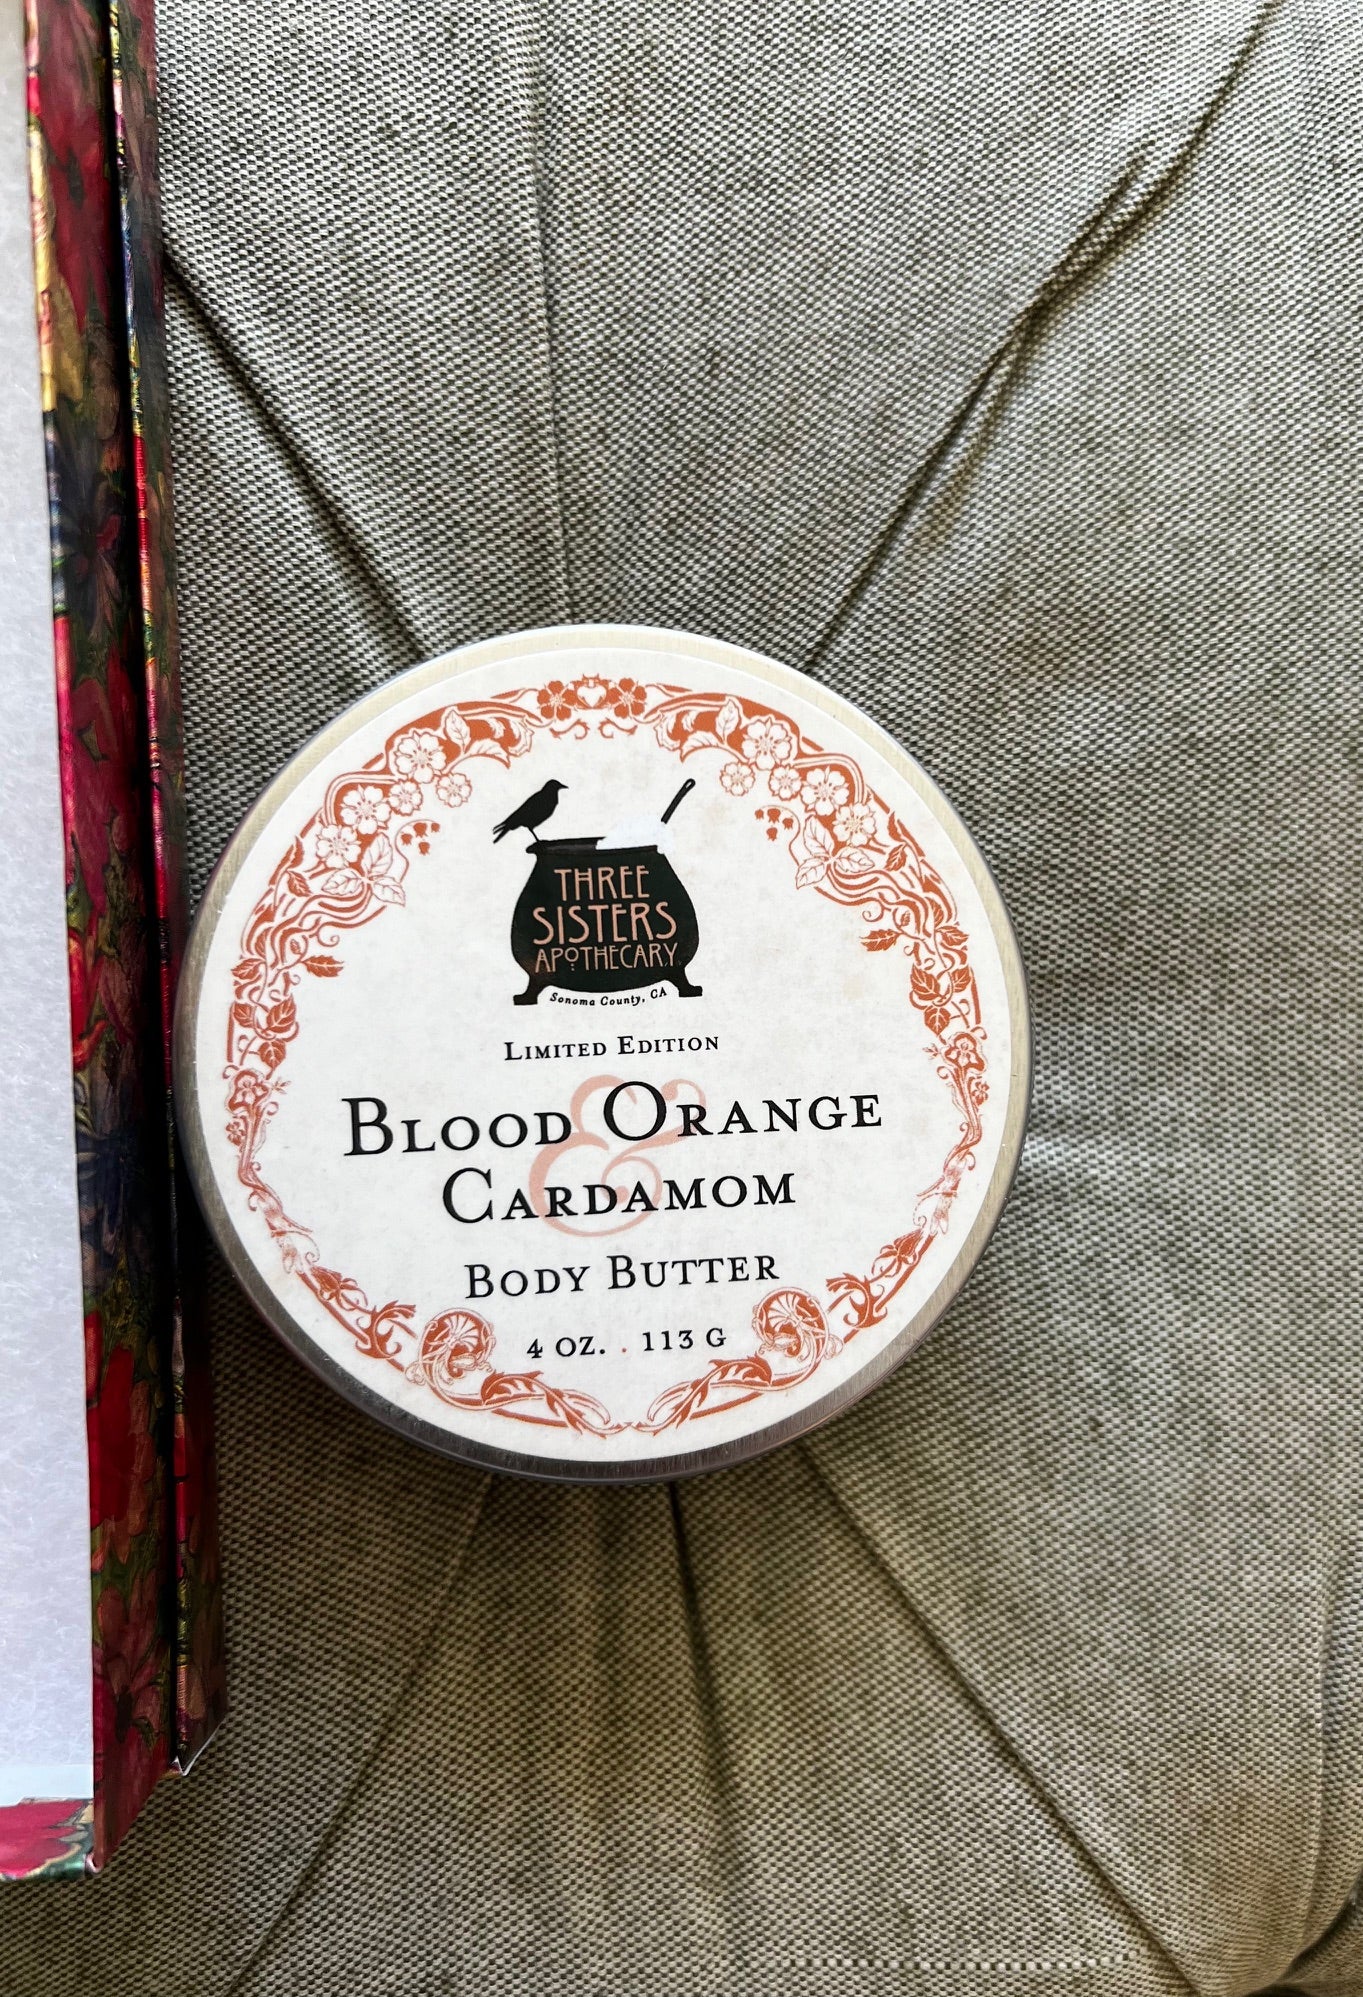 THREE
SISTERS
APOTHECARY
Sonoma County, CA
LIMITED EDITION
BLOOD ORANGE
&
CARDAMOM
BODY BUTTER
4 OZ. . 113 G